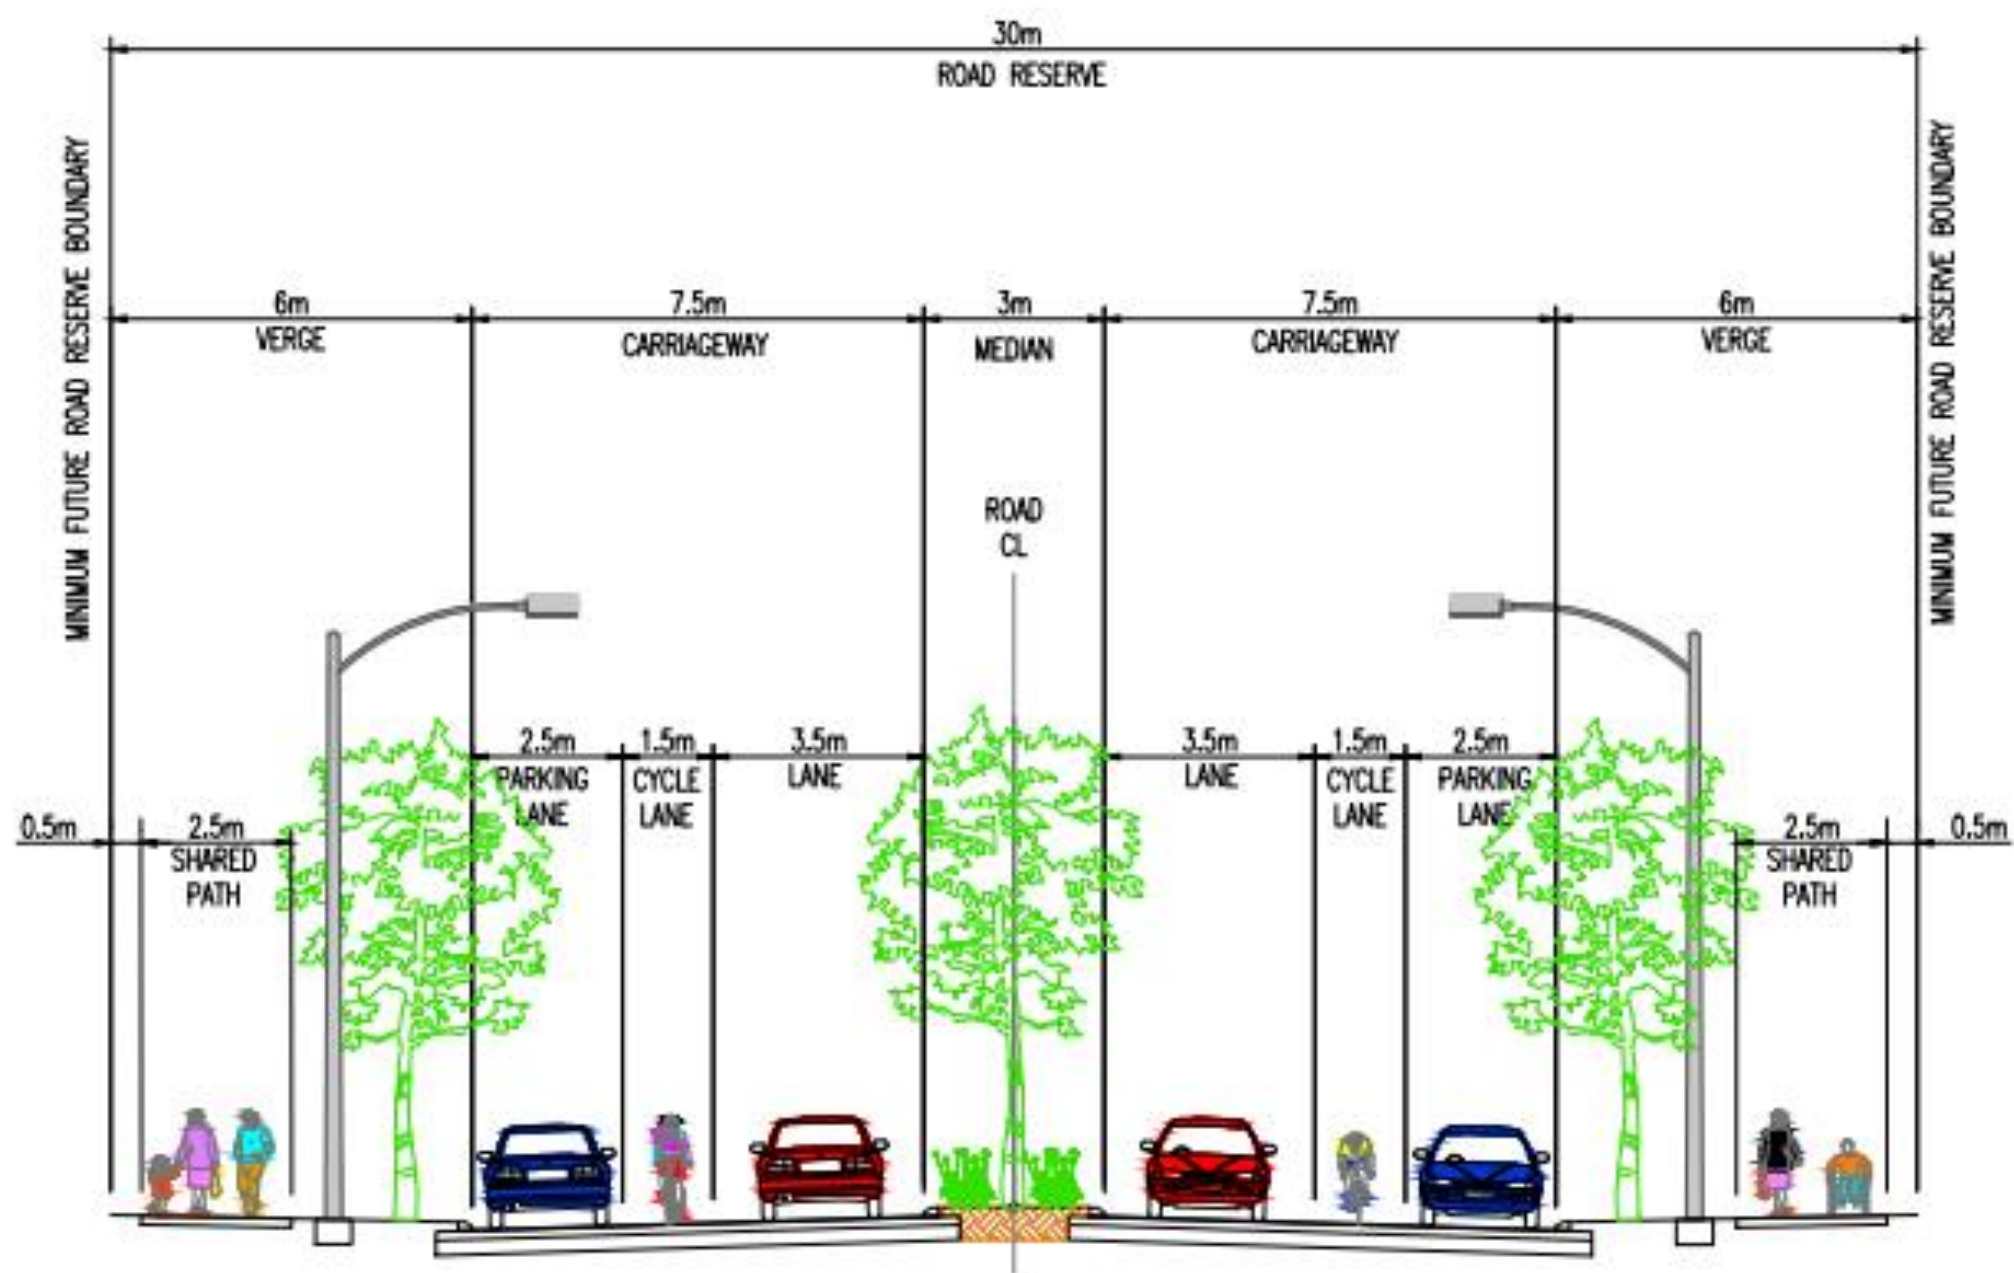 30m
ROAD RESERVE
MINIMUM FUTURE ROAD RESERVE BOUNDARY
MINIMUM FUTURE ROAD RESERVE BOUNDARY
6m
VERGE
7.5m
CARRIAGEWAY
3m
MEDIAN
7.5m
CARRIAGEWAY
6m
VERGE
ROAD
CL
2.5m
PARKING
LANE
1.5m
CYCLE
LANE
3.5m
LANE
3.5m
LANE
1.5m
CYCLE
LANE
2.5m
PARKING
LANE
0.5m
2.5m
SHARED
PATH
2.5m
SHARED
PATH
0.5m